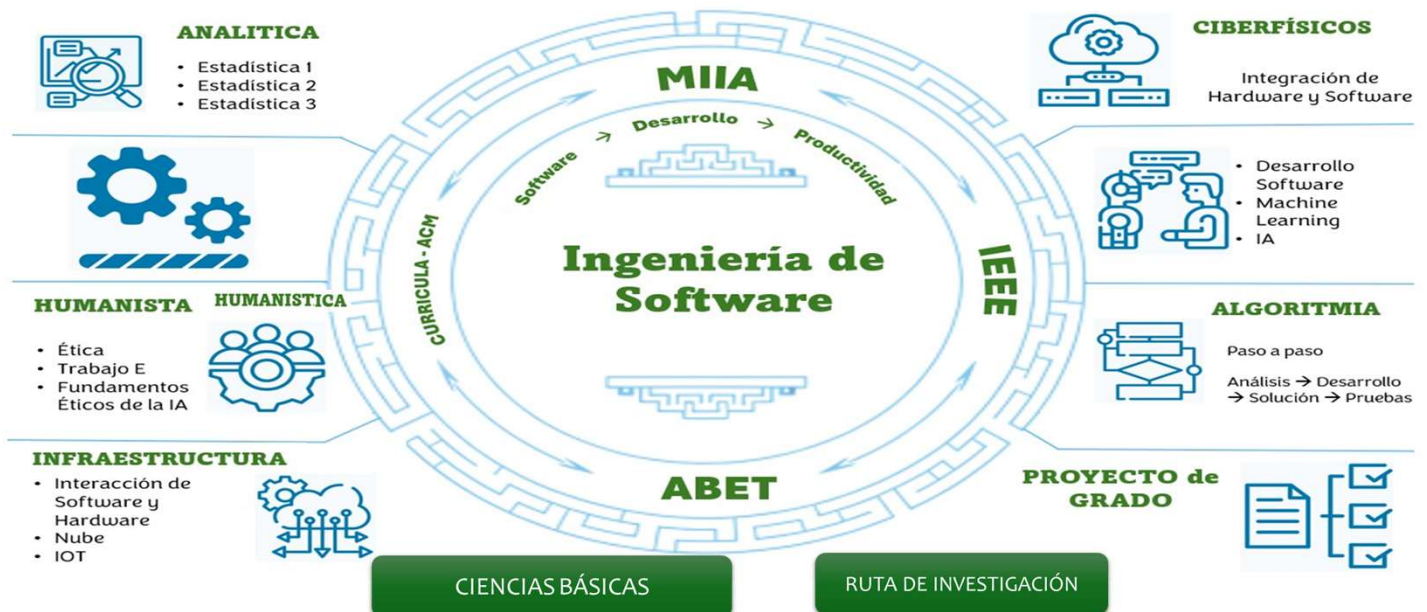 ANALITICA
• Estadística 1
• Estadística 2
• Estadística 3
HUMANISTA
HUMANISTICA
• Ética
• Trabajo E
• Fundamentos
Éticos de la IA
INFRAESTRUCTURA
• Interacción de
Software y
Hardware
• Nube
• IOT
MIIA
Software → Desarrollo → Productividad
CURRICULA - ACM
IEEE
Ingeniería de
Software
ABET
CIBERFÍSICOS
Integración de
Hardware y Software
• Desarrollo
Software
• Machine
Learning
• IA
ALGORITMIA
Paso a paso
Análisis → Desarrollo
→ Solución → Pruebas
PROYECTO de
GRADO
CIENCIAS BÁSICAS
RUTA DE INVESTIGACIÓN